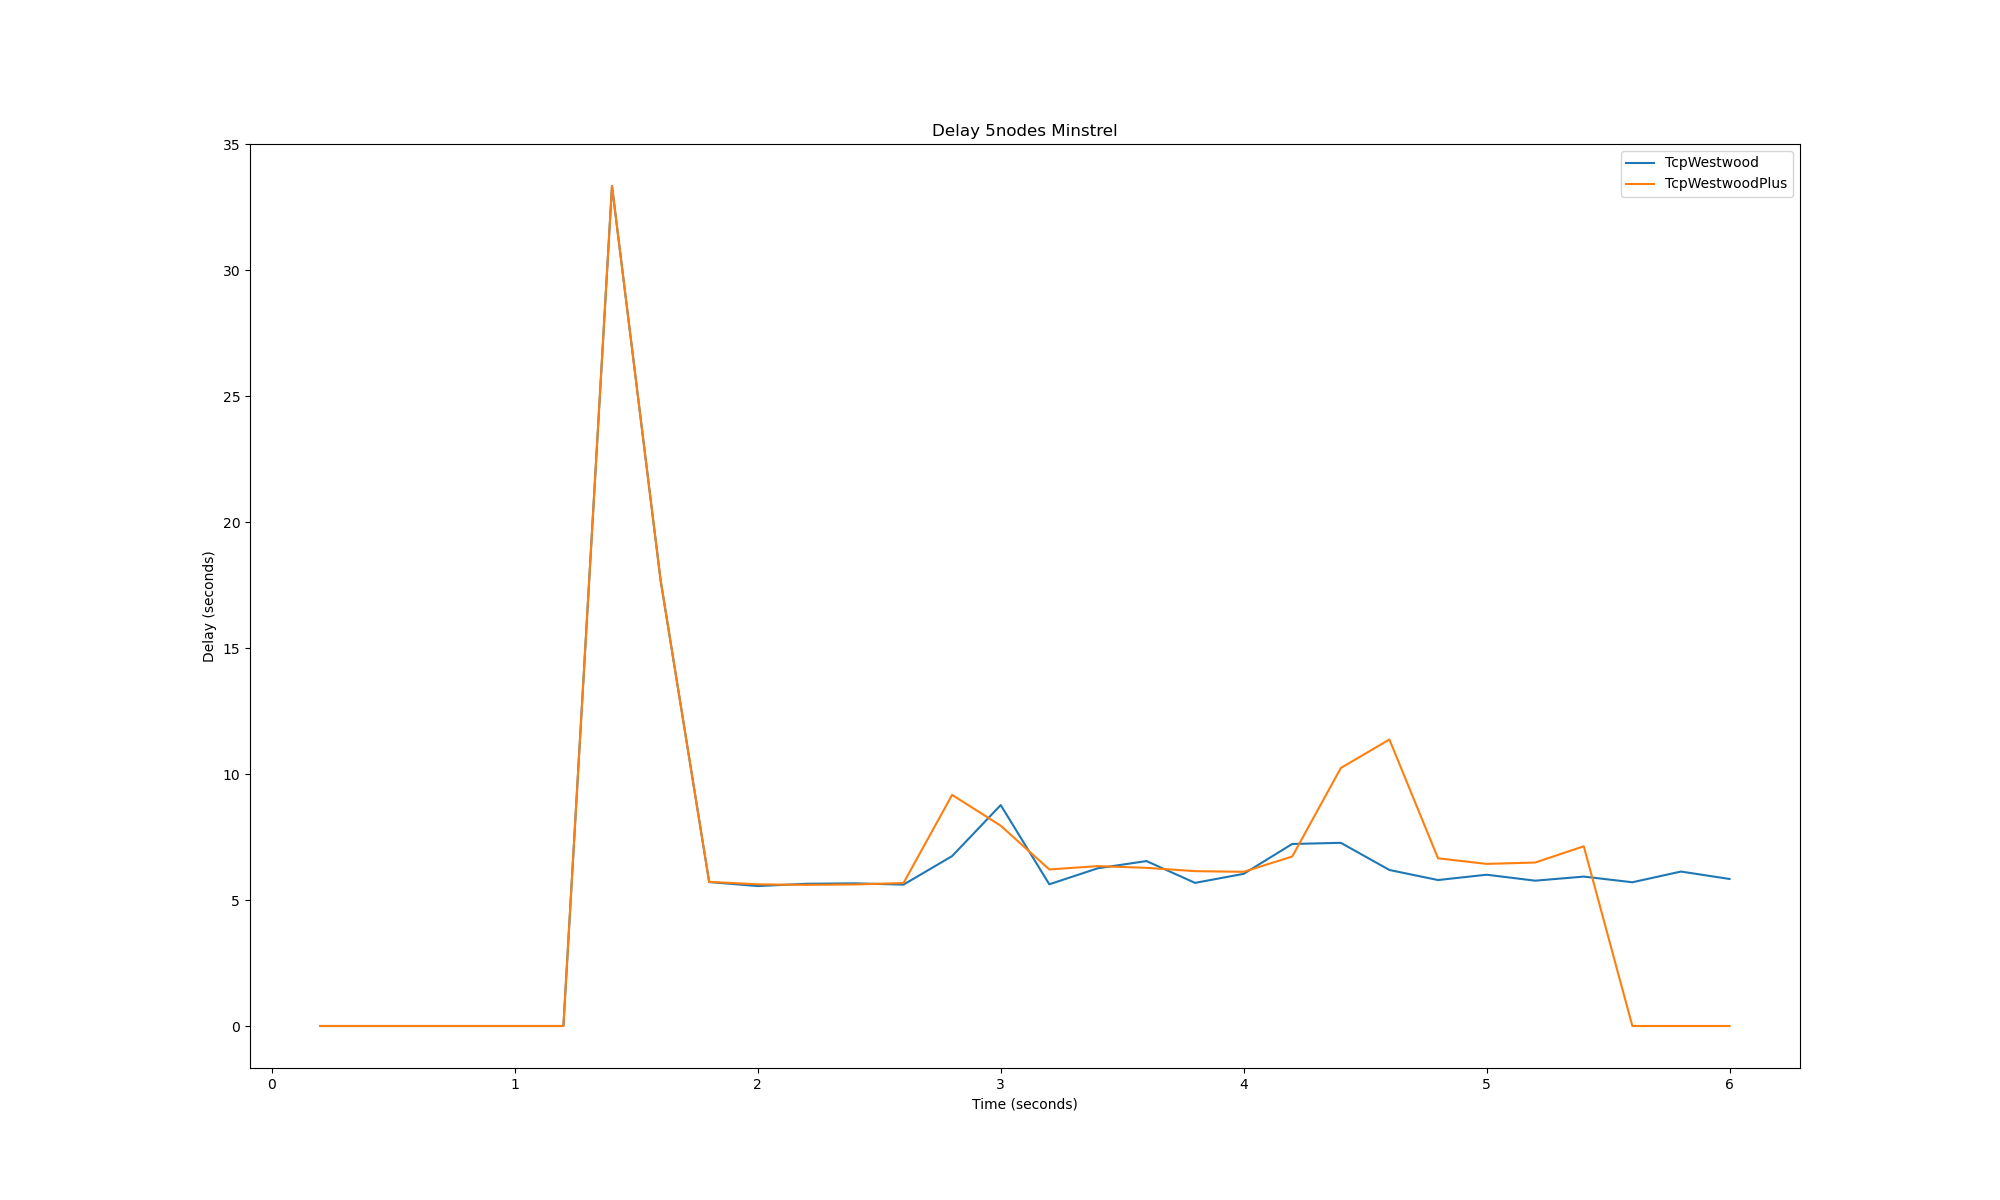 Delay 5nodes Minstrel
TcpWestwood
TcpWestwoodPlus
35
30
25
20
15
10
5
0
Delay (seconds)
0 1 2 3 4 5 6
Time (seconds)